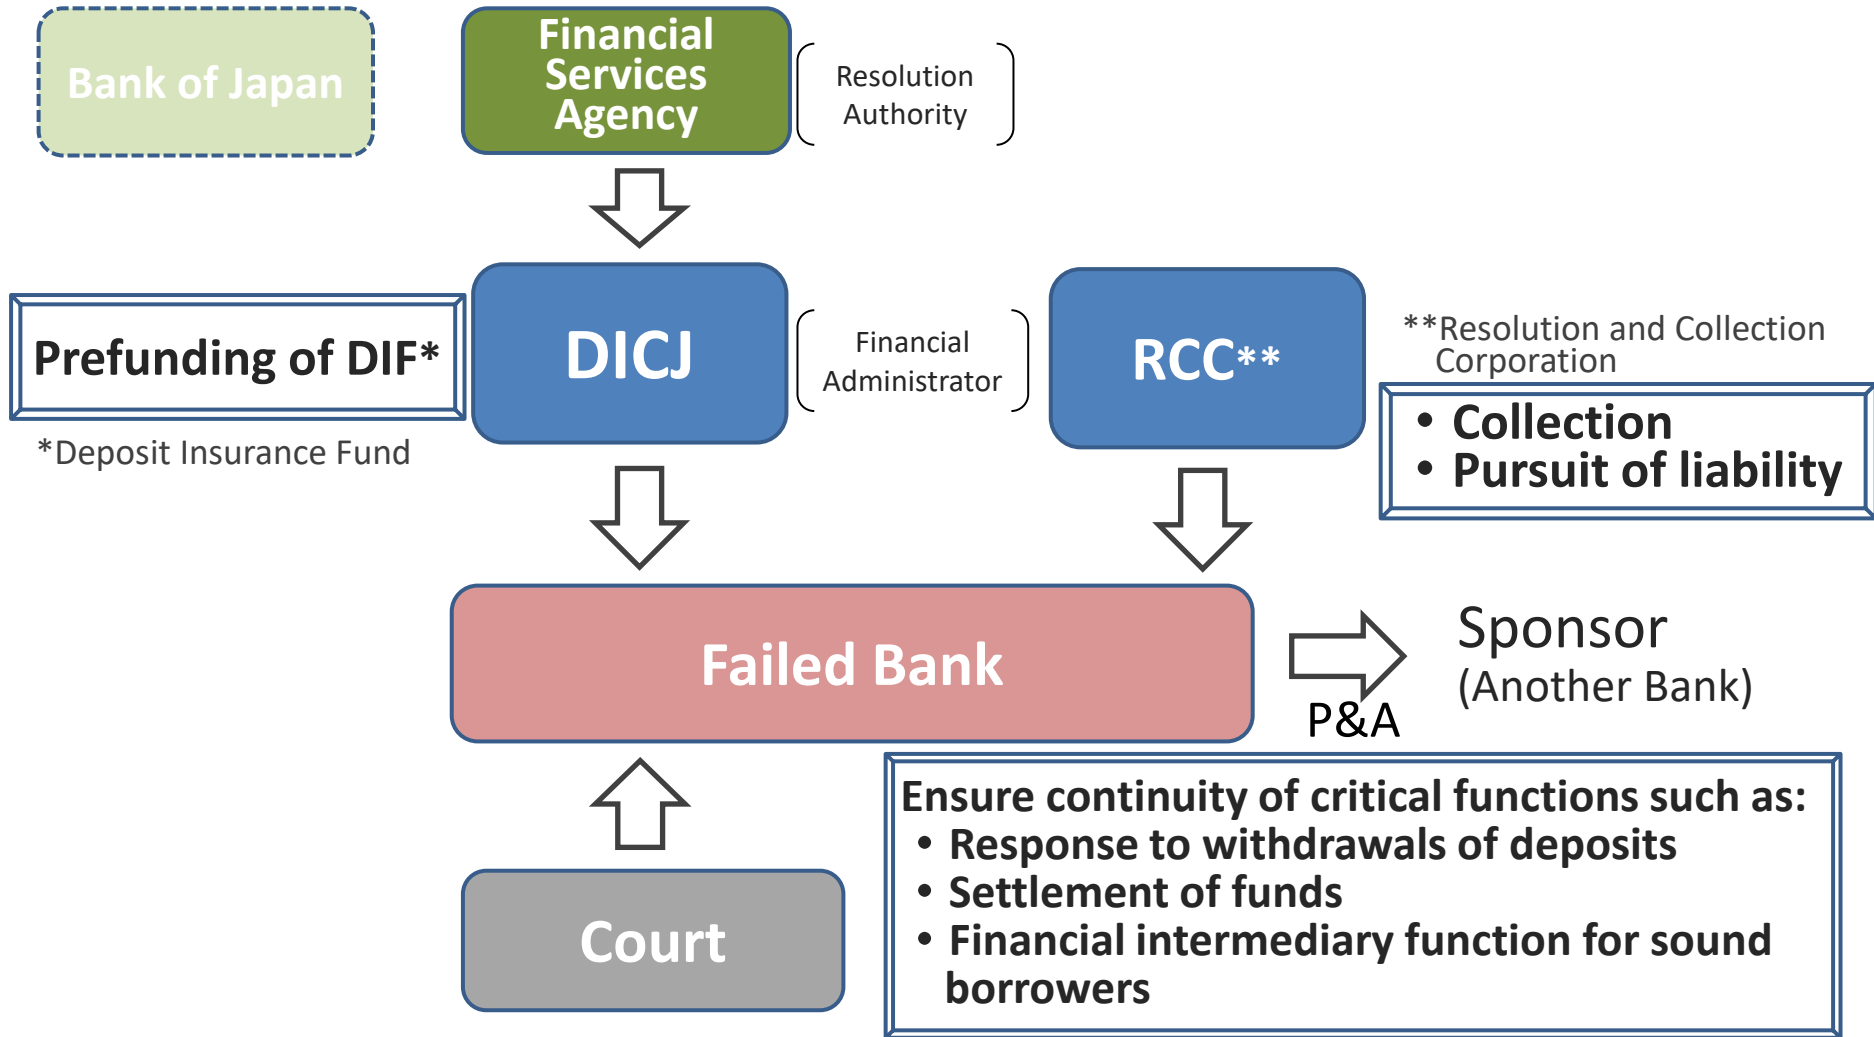 Bank of Japan
Financial
Services
Agency
Resolution
Authority
Prefunding of DIF*
*Deposit Insurance Fund
DICJ
Financial
Administrator
RCC**
**Resolution and Collection
Corporation
• Collection
• Pursuit of liability
Failed Bank
P&A
Sponsor
(Another Bank)
Court
Ensure continuity of critical functions such as:
• Response to withdrawals of deposits
• Settlement of funds
• Financial intermediary function for sound
borrowers